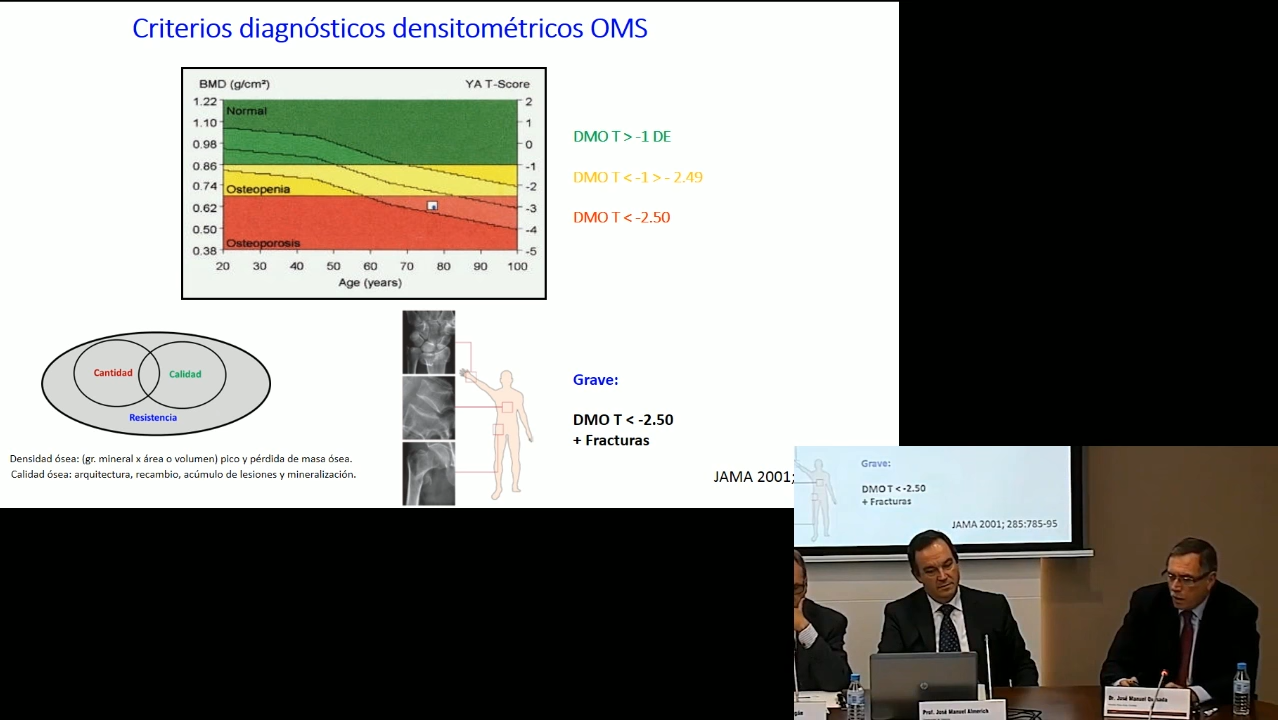 Criterios diagnósticos densitométricos OMS
BMD (g/cm²) YA T-Score
1.22 2
Normal
1.10 1
0.98 0
0.86 -1
0.74 -2
Osteopenia
0.62 -3
0.50 -4
Osteoporosis
0.38 -5
20 30 40 50 60 70 80 90 100
Age (years)
DMO T > -1 DE
DMO T < -1 > - 2.49
DMO T < -2.50
Cantidad Calidad
Resistencia
Densidad ósea: (gr. mineral x área o volumen) pico y pérdida de masa ósea.
Calidad ósea: arquitectura, recambio, acúmulo de lesiones y mineralización.
Grave:
DMO T < -2.50
+ Fracturas
JAMA 2001;
Grave:
DMO T < -2.50
+ Fracturas
JAMA 2001; 285:785-95
hp
Prof. José Manuel Almerich
Dr. José Manuel